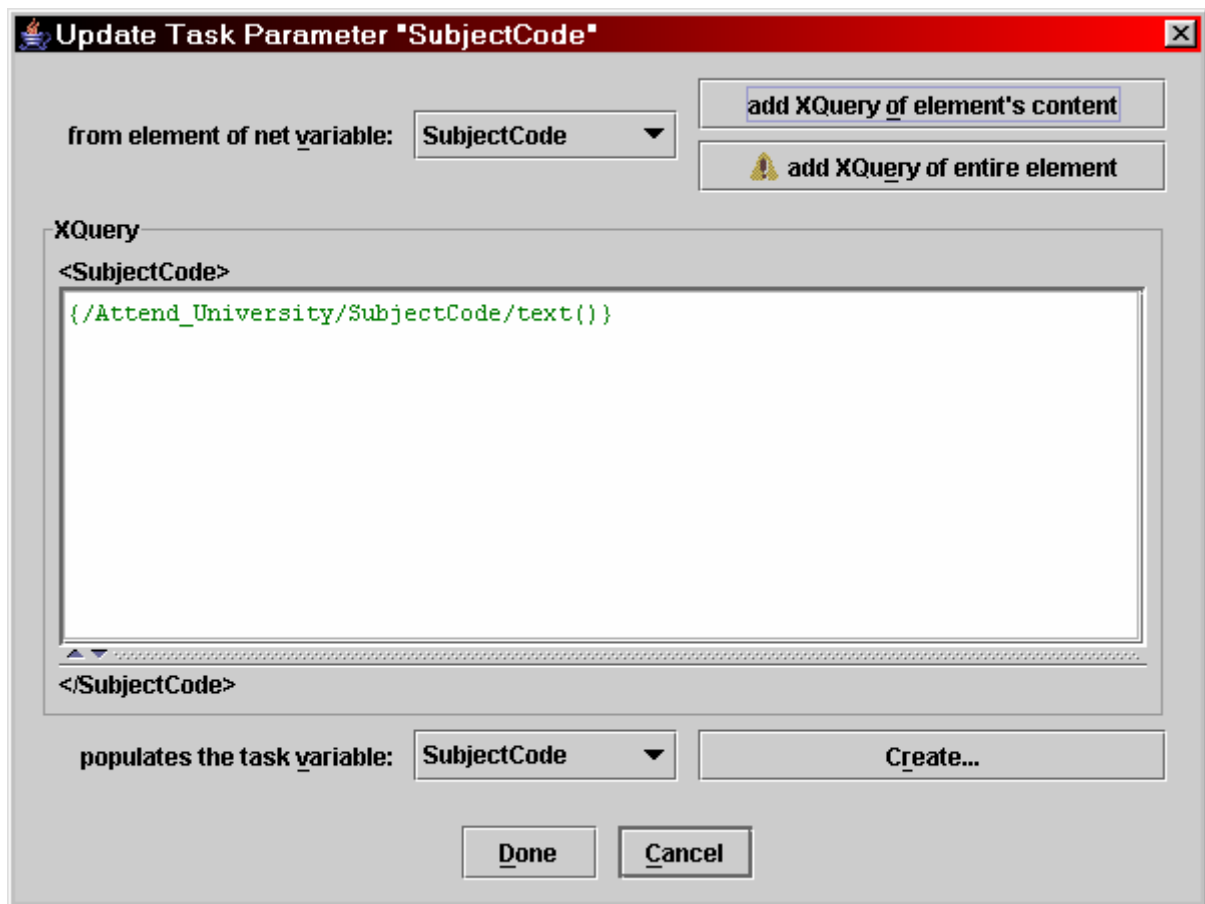 Update Task Parameter "SubjectCode"
add XQuery of element's content
from element of net variable: SubjectCode
add XQuery of entire element
XQuery
<SubjectCode>
{/Attend_University/SubjectCode/text()}
</SubjectCode>
populates the task variable: SubjectCode Create...
Done Cancel